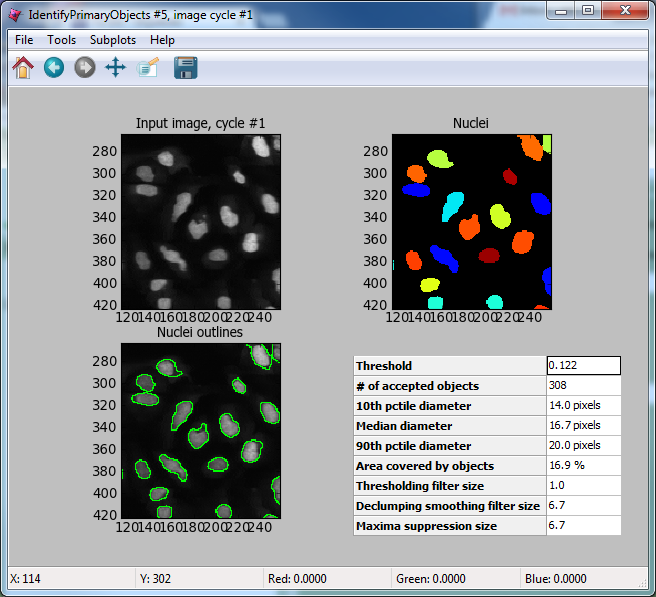 IdentifyPrimaryObjects #5, image cycle #1
File Tools Subplots Help
Input image, cycle #1
280
300
320
340
360
380
400
420
120 140 160 180 200 220 240
Nuclei
280
300
320
340
360
380
400
420
120 140 160 180 200 220 240
Nuclei outlines
280
300
320
340
360
380
400
420
120 140 160 180 200 220 240
Threshold 0.122
# of accepted objects 308
10th pctile diameter 14.0 pixels
Median diameter 16.7 pixels
90th pctile diameter 20.0 pixels
Area covered by objects 16.9 %
Thresholding filter size 1.0
Declumping smoothing filter size 6.7
Maxima suppression size 6.7
X: 114 Y: 302 Red: 0.0000 Green: 0.0000 Blue: 0.0000